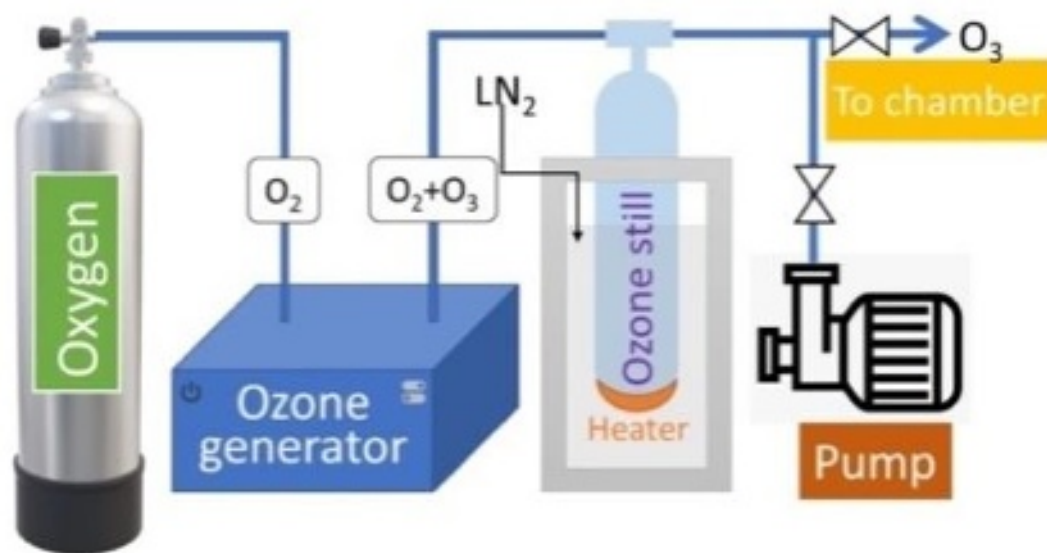 O₃
To chamber
LN₂
O₂
O₂+O₃
Oxygen
Ozone still
Ozone
generator
Heater
Pump